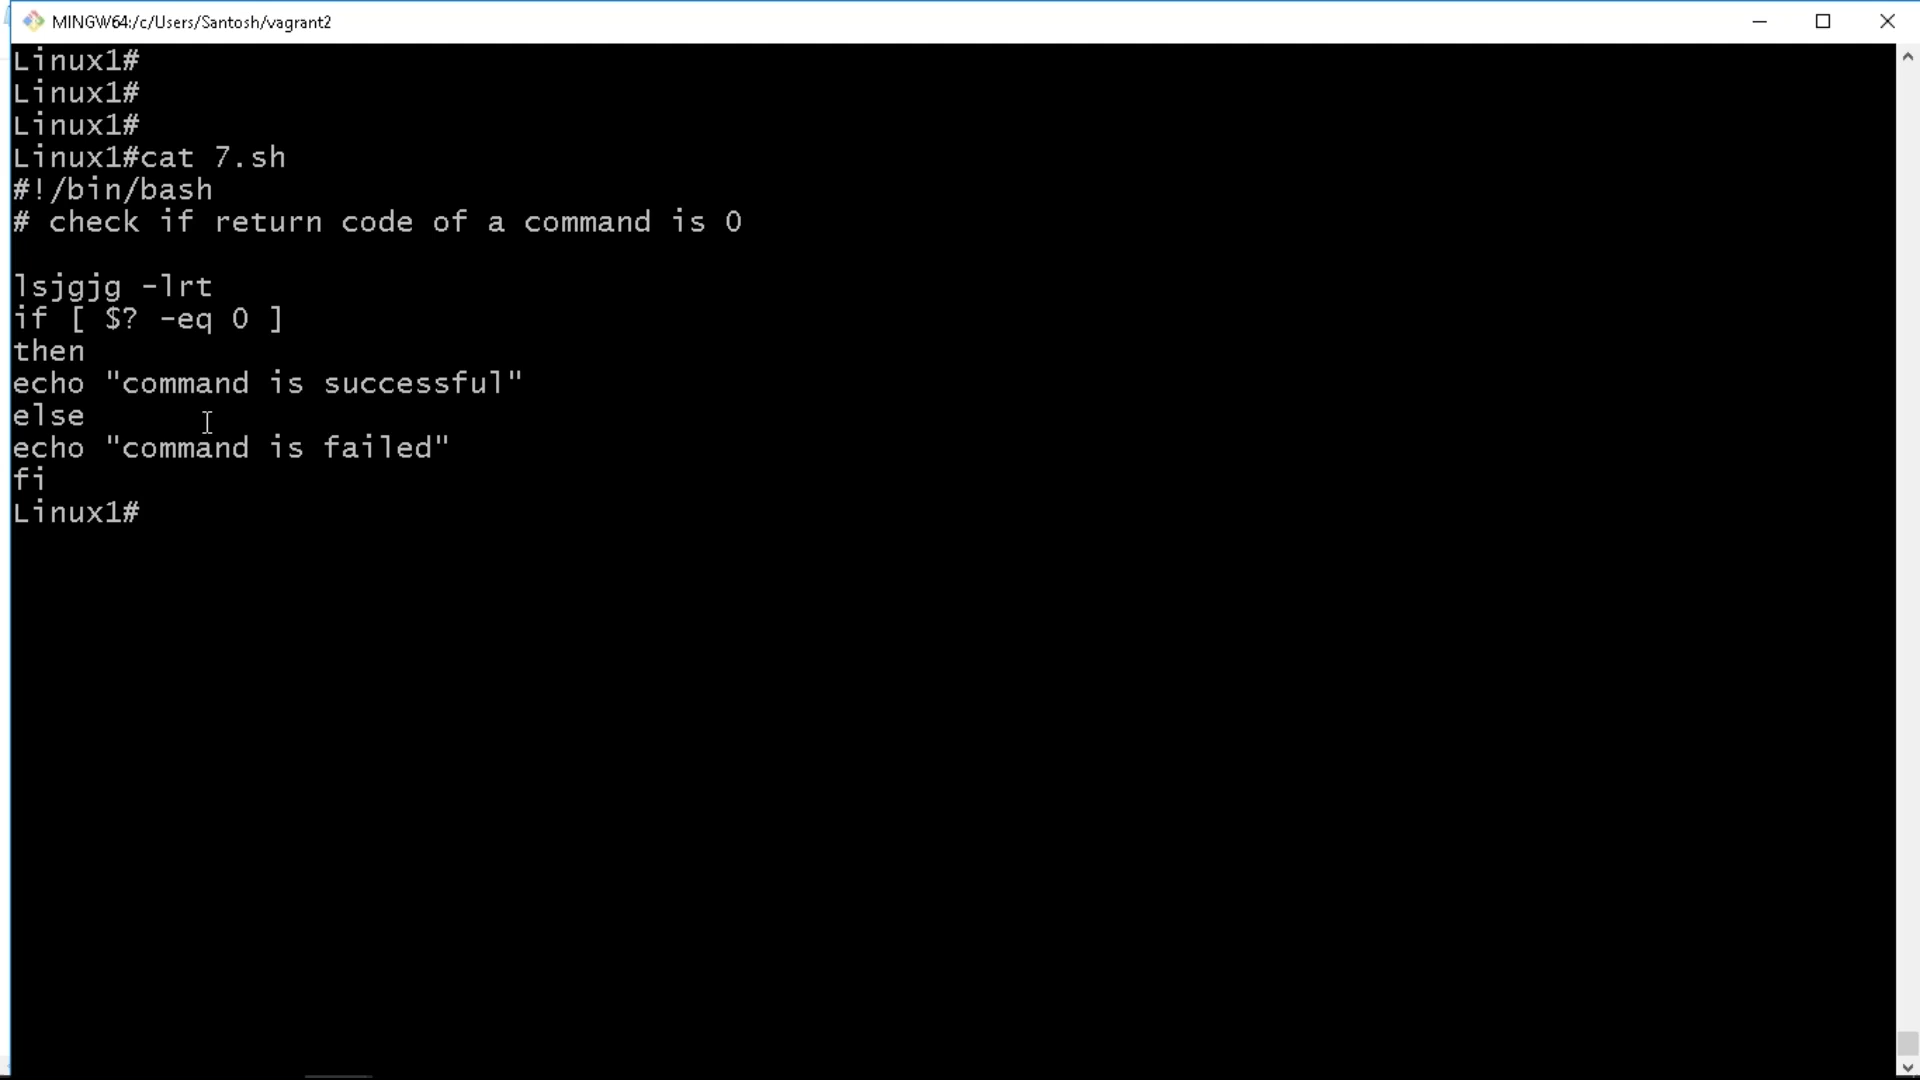 MINGW64:/c/Users/Santosh/vagrant2
Linux1#
Linux1#
Linux1#
Linux1#cat 7.sh
#!/bin/bash
# check if return code of a command is 0
lsjgjg -lrt
if [ $? -eq 0 ]
then
echo "command is successful"
else
echo "command is failed"
fi
Linux1#